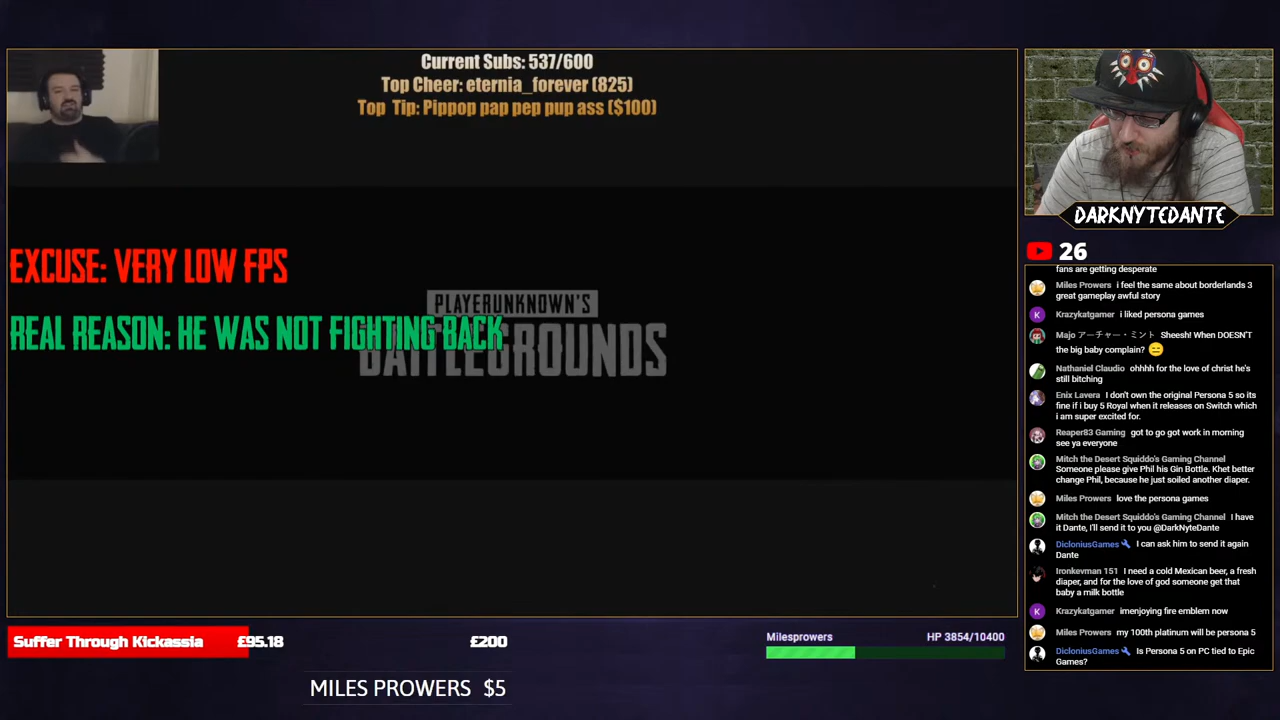 Current Subs: 537/600
Top Cheer: eternia_forever (825)
Top Tip: Pippop pap pep pup ass ($100)
EXCUSE: VERY LOW FPS
REAL REASON: HE WAS NOT FIGHTING BACK
PLAYERUNKNOWN'S
BATTLEGROUNDS
Suffer Through Kickassia £95.18 £200
Milesprowers HP 3854/10400
MILES PROWERS $5
DARKNYTEDANTE
26
fans are getting desperate
Miles Prowers i feel the same about borderlands 3
great gameplay awful story
K Krazykatgamer i liked persona games
Majo アーチャー・ミント Sheesh! When DOESN'T
the big baby complain? 😑
Nathaniel Claudio ohhhh for the love of christ he's
still bitching
Enix Lavera I don't own the original Persona 5 so its
fine if i buy 5 Royal when it releases on Switch which
i am super excited for.
Reaper83 Gaming got to go got work in morning
see ya everyone
Mitch the Desert Squiddo's Gaming Channel
Someone please give Phil his Gin Bottle. Khet better
change Phil, because he just soiled another diaper.
Miles Prowers love the persona games
Mitch the Desert Squiddo's Gaming Channel I have
it Dante, I'll send it to you @DarkNyteDante
DicloniusGames I can ask him to send it again
Dante
Ironkevman 151 I need a cold Mexican beer, a fresh
diaper, and for the love of god someone get that
baby a milk bottle
K Krazykatgamer imenjoying fire emblem now
Miles Prowers my 100th platinum will be persona 5
DicloniusGames Is Persona 5 on PC tied to Epic
Games?